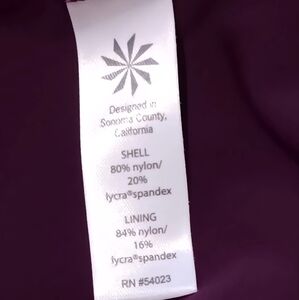 Designed in
Sonoma County,
California
SHELL
80% nylon/
20%
lycra®spandex
LINING
84% nylon/
16%
lycra®spandex
RN #54023